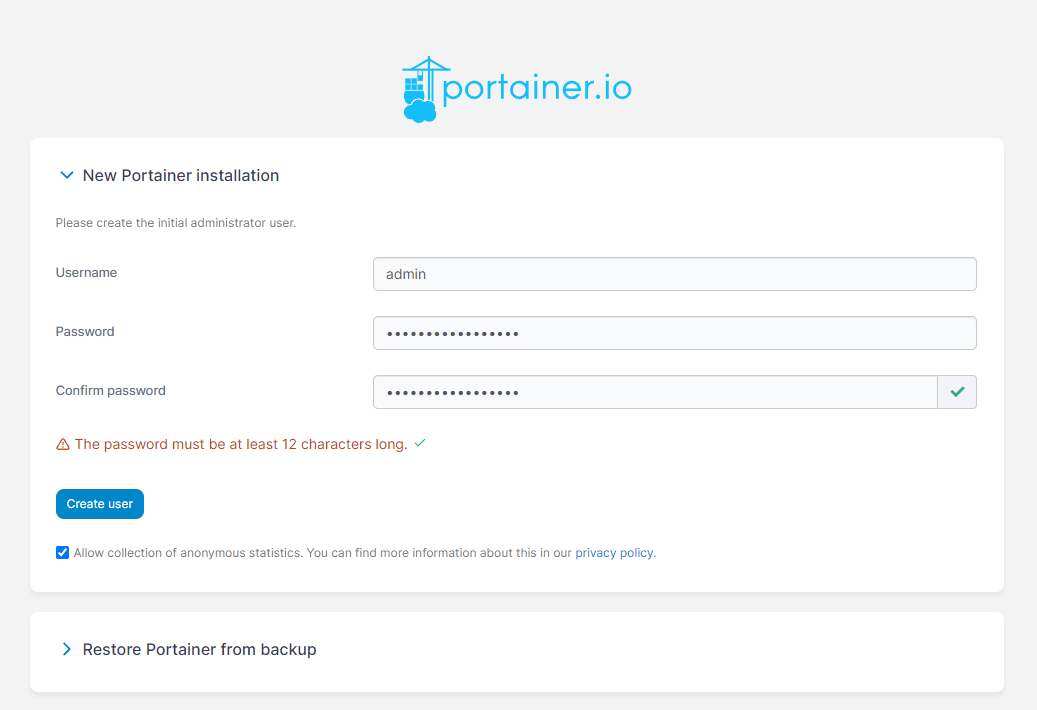 portainer.io
New Portainer installation
Please create the initial administrator user.
Username
admin
Password
•••••••••••••••••
Confirm password
•••••••••••••••••
The password must be at least 12 characters long.
Create user
Allow collection of anonymous statistics. You can find more information about this in our privacy policy.
Restore Portainer from backup